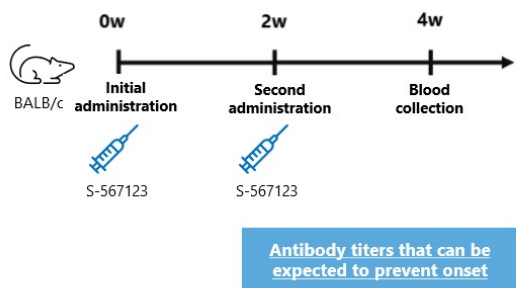 0w 2w 4w
BALB/c
Initial
administration
Second
administration
Blood
collection
S-567123
S-567123
Antibody titers that can be
expected to prevent onset